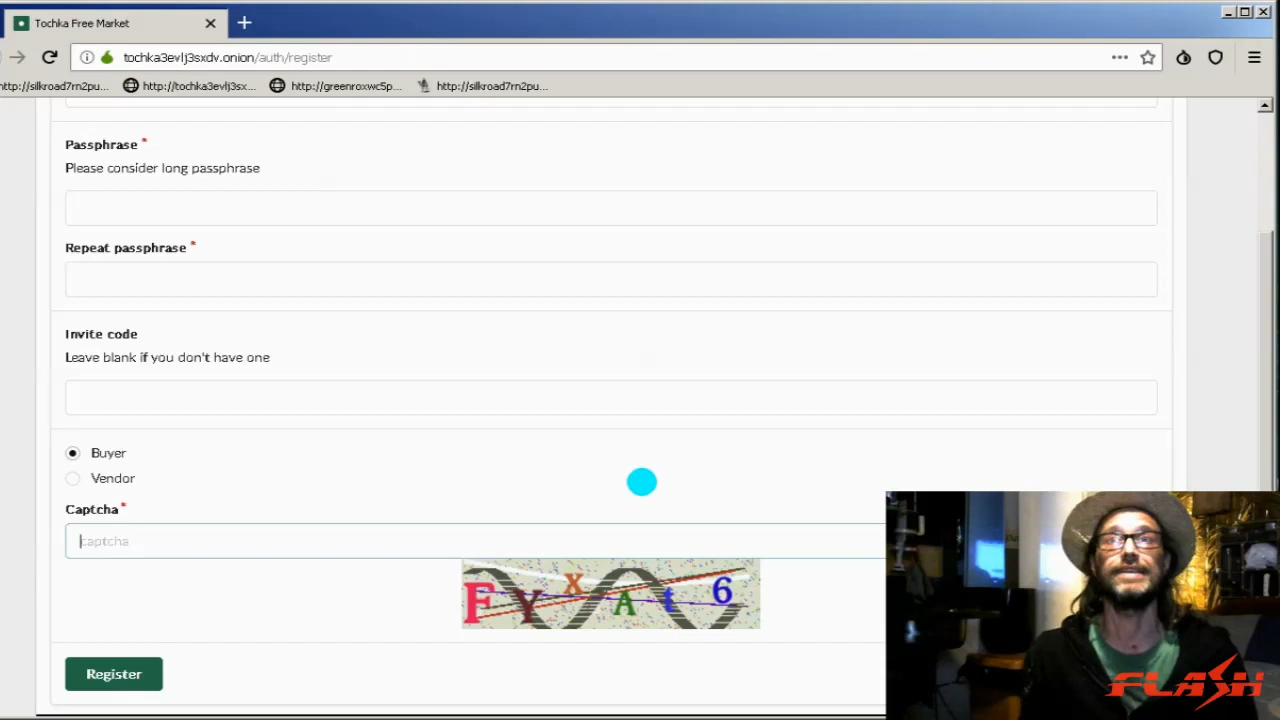 Tochka Free Market
tochka3evlj3sxdv.onion/auth/register
http://silkroad7rn2pu... http://tochka3evlj3sx... http://greenroxwc5p... http://silkroad7rn2pu...
Passphrase *
Please consider long passphrase
Repeat passphrase *
Invite code
Leave blank if you don't have one
Buyer
Vendor
Captcha *
captcha
F Y X A t 6
Register
FLASH